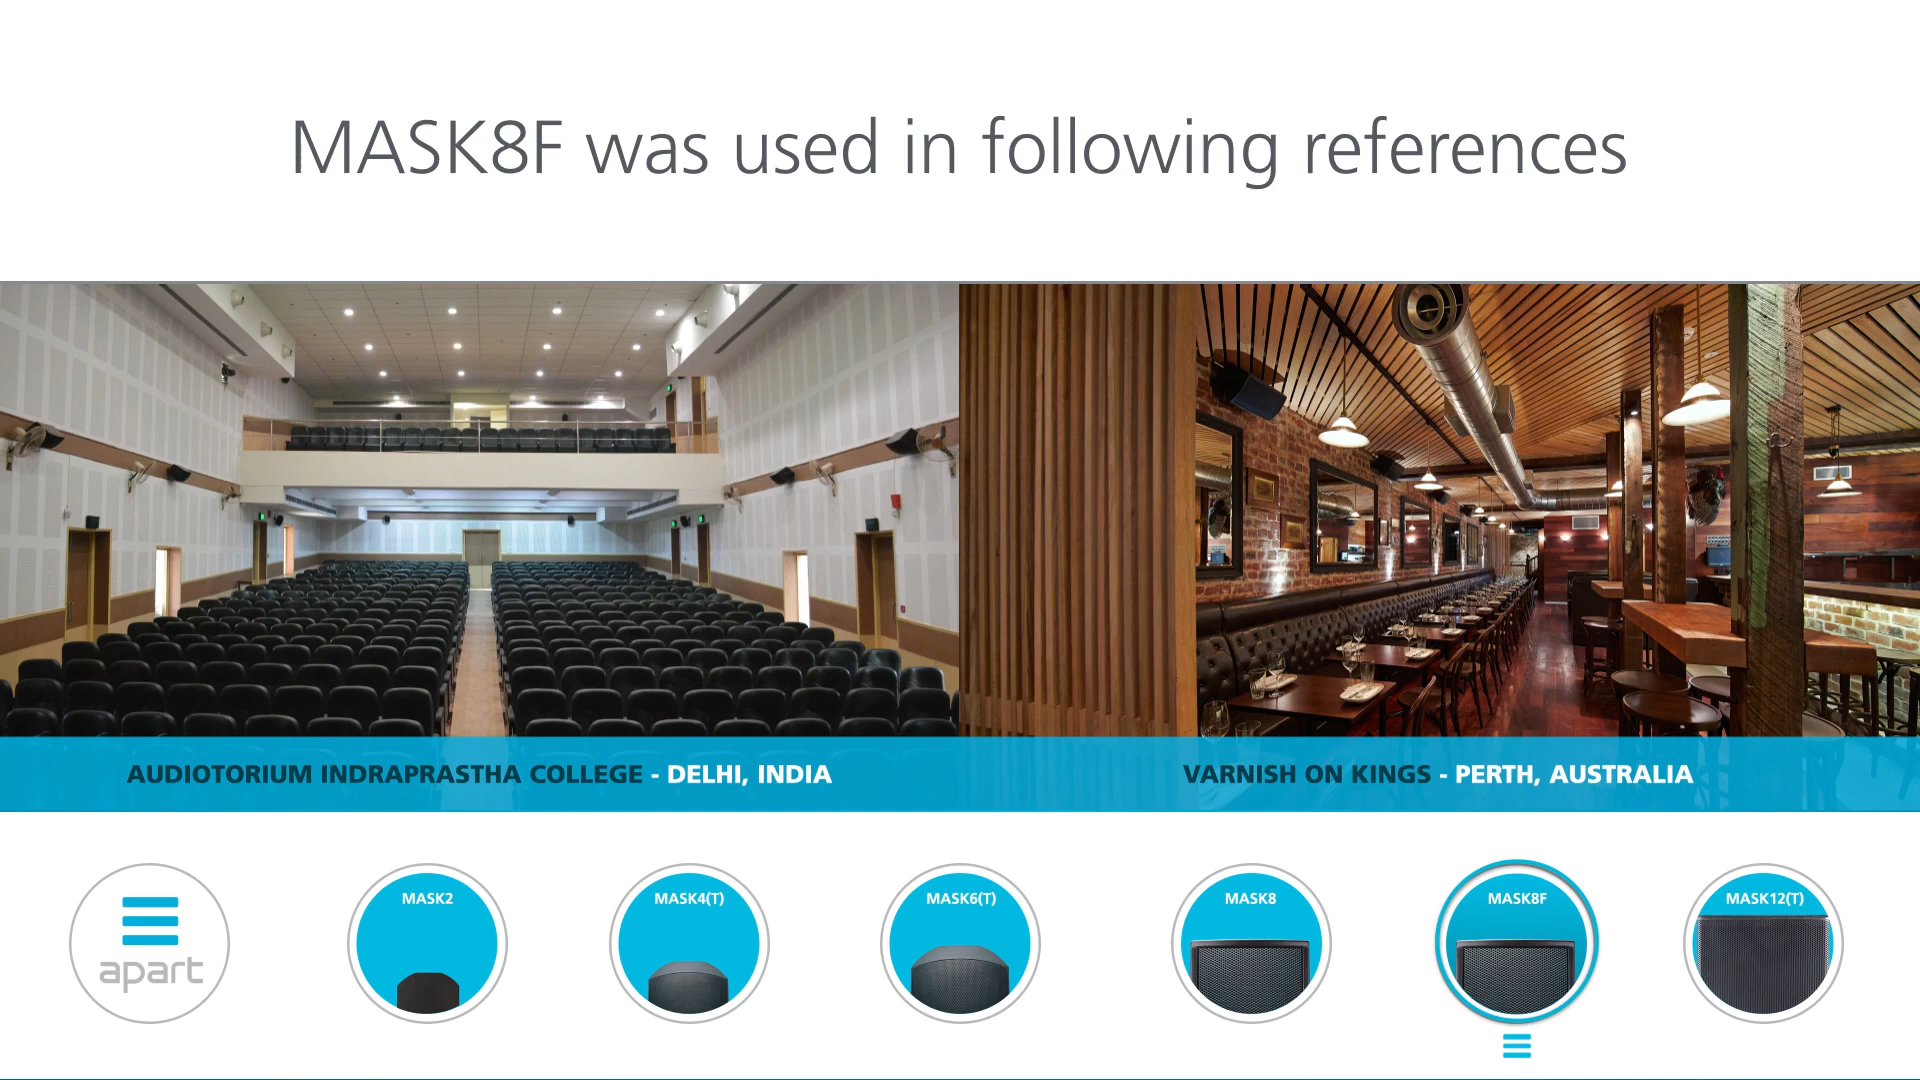 MASK8F was used in following references
AUDIOTORIUM INDRAPRASTHA COLLEGE - DELHI, INDIA
VARNISH ON KINGS - PERTH, AUSTRALIA
apart
MASK2
MASK4(T)
MASK6(T)
MASK8
MASK8F
MASK12(T)